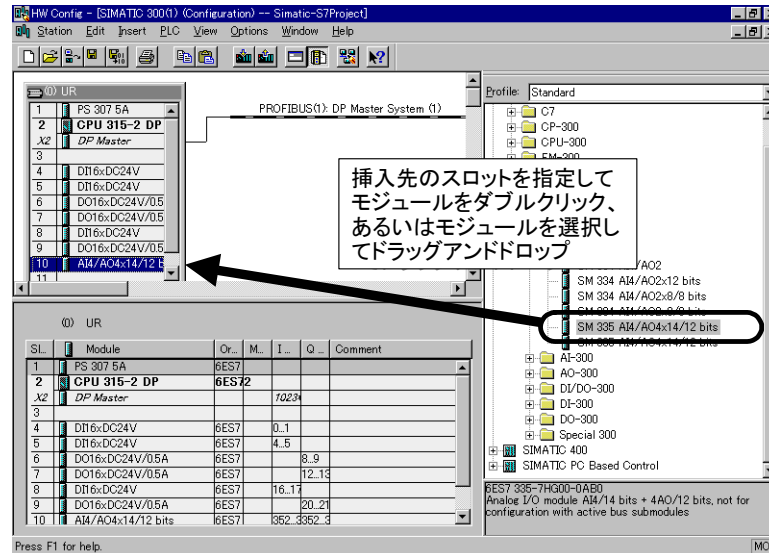 HW Config - [SIMATIC 300(1) (Configuration) -- Simatic-S7Project]
Station Edit Insert PLC View Options Window Help
(0) UR
1 PS 307 5A
2 CPU 315-2 DP
X2 DP Master
3
4 DI16xDC24V
5 DI16xDC24V
6 DO16xDC24V/0.5
7 DO16xDC24V/0.5
8 DI16xDC24V
9 DO16xDC24V/0.5
10 AI4/AO4x14/12 b
11
PROFIBUS(1): DP Master System (1)
挿入先のスロットを指定して
モジュールをダブルクリック、
あるいはモジュールを選択し
てドラッグアンドドロップ
Profile: Standard
C7
CP-300
CPU-300
FM-300
/AO2
SM 334 AI4/AO2x12 bits
SM 334 AI4/AO2x8/8 bits
SM 335 AI4/AO4x14/12 bits
SM 335 AI4/AO4x14/12 bits
AI-300
AO-300
DI/DO-300
DI-300
DO-300
Special 300
SIMATIC 400
SIMATIC PC Based Control
6ES7 335-7HG00-0AB0
Analog I/O module AI4/14 bits + 4AO/12 bits, not for
configuration with active bus submodules
(0) UR
Sl... Module Or... M... I... Q ... Comment
1 PS 307 5A 6ES7
2 CPU 315-2 DP 6ES72
X2 DP Master 1023
3
4 DI16xDC24V 6ES7 0...1
5 DI16xDC24V 6ES7 4...5
6 DO16xDC24V/0.5A 6ES7 8...9
7 DO16xDC24V/0.5A 6ES7 12...13
8 DI16xDC24V 6ES7 16...17
9 DO16xDC24V/0.5A 6ES7 20...21
10 AI4/AO4x14/12 bits 6ES7 352...3 352...3
Press F1 for help.
MO